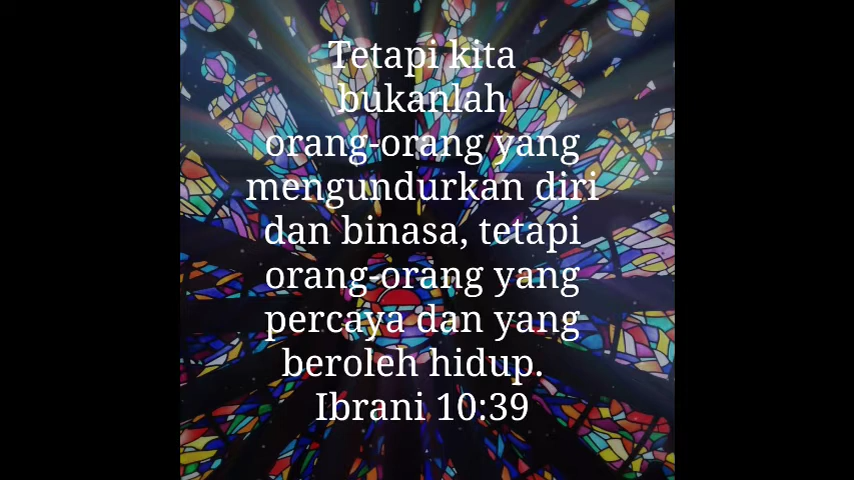 Tetapi kita
bukanlah
orang-orang yang
mengundurkan diri
dan binasa, tetapi
orang-orang yang
percaya dan yang
beroleh hidup.
Ibrani 10:39